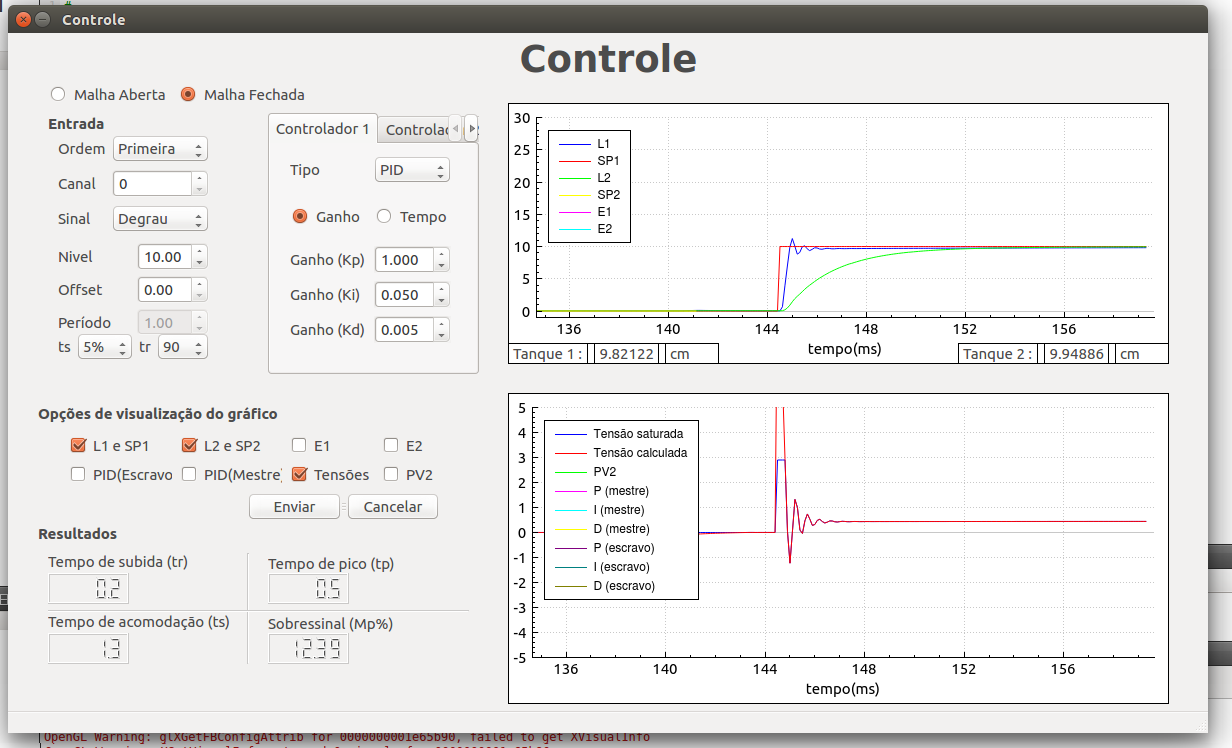 Controle
Controle
Malha Aberta Malha Fechada
Entrada
Ordem Primeira
Canal 0
Sinal Degrau
Nivel 10.00
Offset 0.00
Período 1.00
ts 5% tr 90
Controlador 1
Tipo PID
Ganho Tempo
Ganho (Kp) 1.000
Ganho (Ki) 0.050
Ganho (Kd) 0.005
Opções de visualização do gráfico
L1 e SP1 L2 e SP2 E1 E2
PID(Escravo PID(Mestre) Tensões PV2
Enviar Cancelar
Resultados
Tempo de subida (tr)
0.2
Tempo de pico (tp)
0.5
Tempo de acomodação (ts)
1.3
Sobressinal (Mp%)
12.39
30
25
20
15
10
5
0
L1
SP1
L2
SP2
E1
E2
136 140 144 148 152 156
tempo(ms)
Tanque 1 : 9.82122 cm
Tanque 2 : 9.94886 cm
5
4
3
2
1
0
-1
-2
-3
-4
-5
Tensão saturada
Tensão calculada
PV2
P (mestre)
I (mestre)
D (mestre)
P (escravo)
I (escravo)
D (escravo)
136 140 144 148 152 156
tempo(ms)
OpenGL Warning: glXGetFBConfigAttrib for 0000000001e65b90, failed to get XVisualInfo